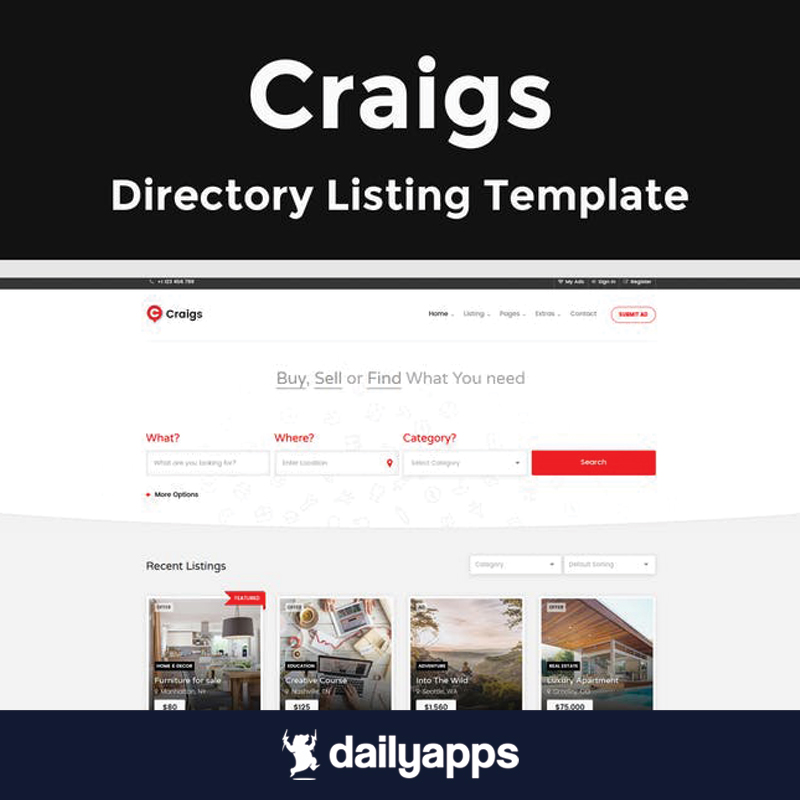 Craigs
Directory Listing Template
+1 123 456 789 My Ads Sign In Register
Craigs Home Listing Pages Extras Contact SUBMIT AD
Buy, Sell or Find What You need
What? Where? Category?
What are you looking for? Enter Location Select Category Search
+ More Options
Recent Listings Category Default Sorting
FEATURED
OFFER OFFER AD OFFER
HOME & DECOR EDUCATION ADVENTURE REAL ESTATE
Furniture for sale Creative Course Into The Wild Luxury Apartment
Manhattan, NY Nashville, TN Seattle, WA Greeley, CO
$80 $125 $1,560 $75,000
dailyapps